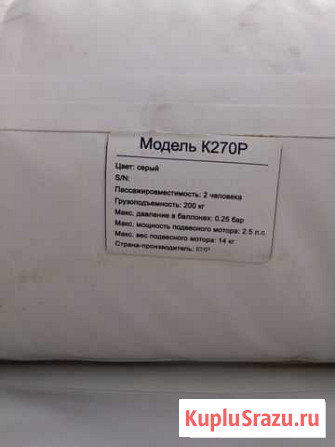 Модель К270Р
Цвет: серый
S/N:
Пассажировместимость: 2 человека
Грузоподъемность: 200 кг
Макс. давление в баллонах: 0.25 бар
Макс. мощность подвесного мотора: 2.5 л.с.
Макс. вес подвесного мотора: 14 кг
Страна-производитель:
KupluSrazu.ru